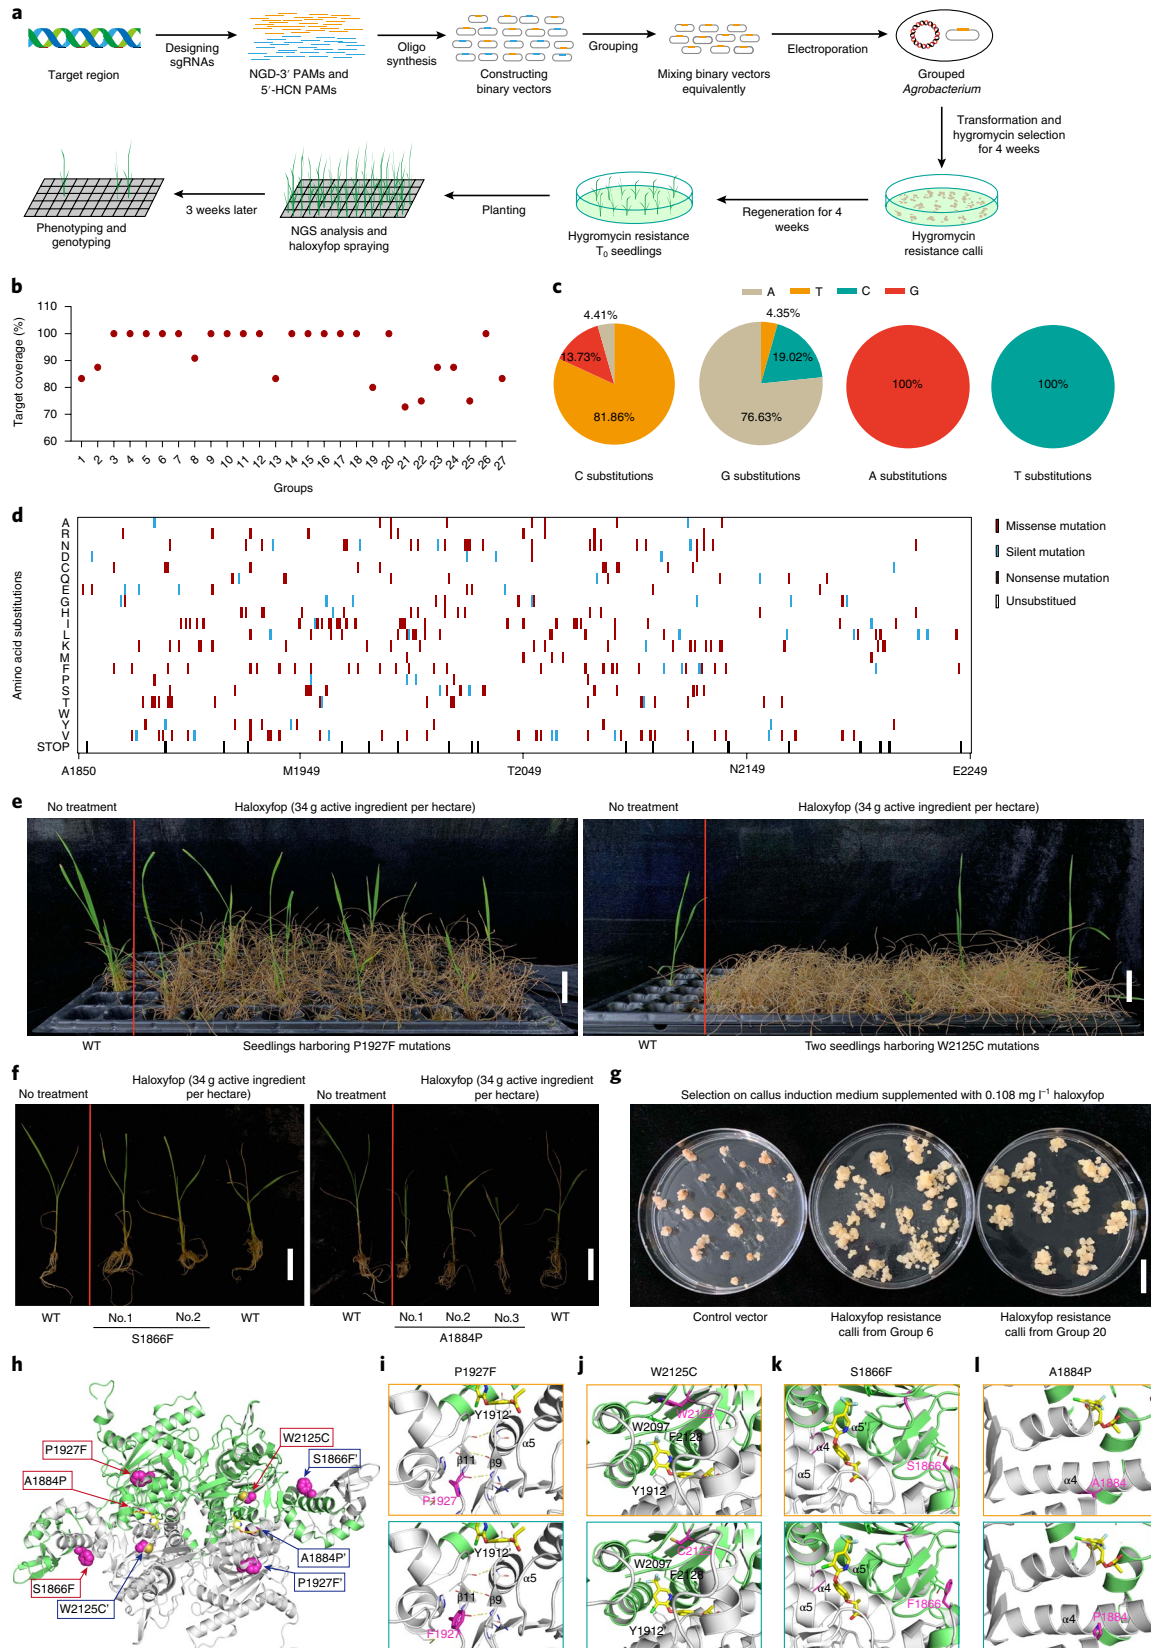 a
Target region
Designing
sgRNAs
NGD-3′ PAMs and
5′-HCN PAMs
Oligo
synthesis
Constructing
binary vectors
Grouping
Mixing binary vectors
equivalently
Electroporation
Grouped
Agrobacterium
Transformation and
hygromycin selection
for 4 weeks
Hygromycin
resistance calli
Regeneration for 4
weeks
Hygromycin resistance
T0 seedlings
Planting
NGS analysis and
haloxyfop spraying
3 weeks later
Phenotyping and
genotyping
b
Target coverage (%)
110
100
90
80
70
60
1 2 3 4 5 6 7 8 9 10 11 12 13 14 15 16 17 18 19 20 21 22 23 24 25 26 27
Groups
c
A T C G
4.41%
13.73%
81.86%
C substitutions
4.35%
19.02%
76.63%
G substitutions
100%
A substitutions
100%
T substitutions
d
Amino acid substitutions
A
R
N
D
C
Q
E
G
H
I
L
K
M
F
P
S
T
W
Y
V
STOP
A1850 M1949 T2049 N2149 E2249
Missense mutation
Silent mutation
Nonsense mutation
Unsubstitued
e
No treatment Haloxyfop (34 g active ingredient per hectare)
WT Seedlings harboring P1927F mutations
No treatment Haloxyfop (34 g active ingredient per hectare)
WT Two seedlings harboring W2125C mutations
f
No treatment
Haloxyfop (34 g active ingredient
per hectare)
WT No.1 No.2 WT
S1866F
No treatment
Haloxyfop (34 g active ingredient
per hectare)
WT No.1 No.2 No.3 WT
A1884P
g
Selection on callus induction medium supplemented with 0.108 mg l−1 haloxyfop
Control vector
Haloxyfop resistance
calli from Group 6
Haloxyfop resistance
calli from Group 20
h
P1927F
A1884P
W2125C
S1866F′
S1866F
W2125C′
A1884P′
P1927F′
i
P1927F
Y1912′
α5
β11
β9
P1927
Y1912′
α5
β11
β9
F1927
j
W2125C
W2125
W2097
F2128
Y1912′
C2125
W2097
F2128
Y1912′
k
S1866F
α5′
α4
α5
S1866
α5′
α4
α5
F1866
l
A1884P
α4
A1884
α4
P1884